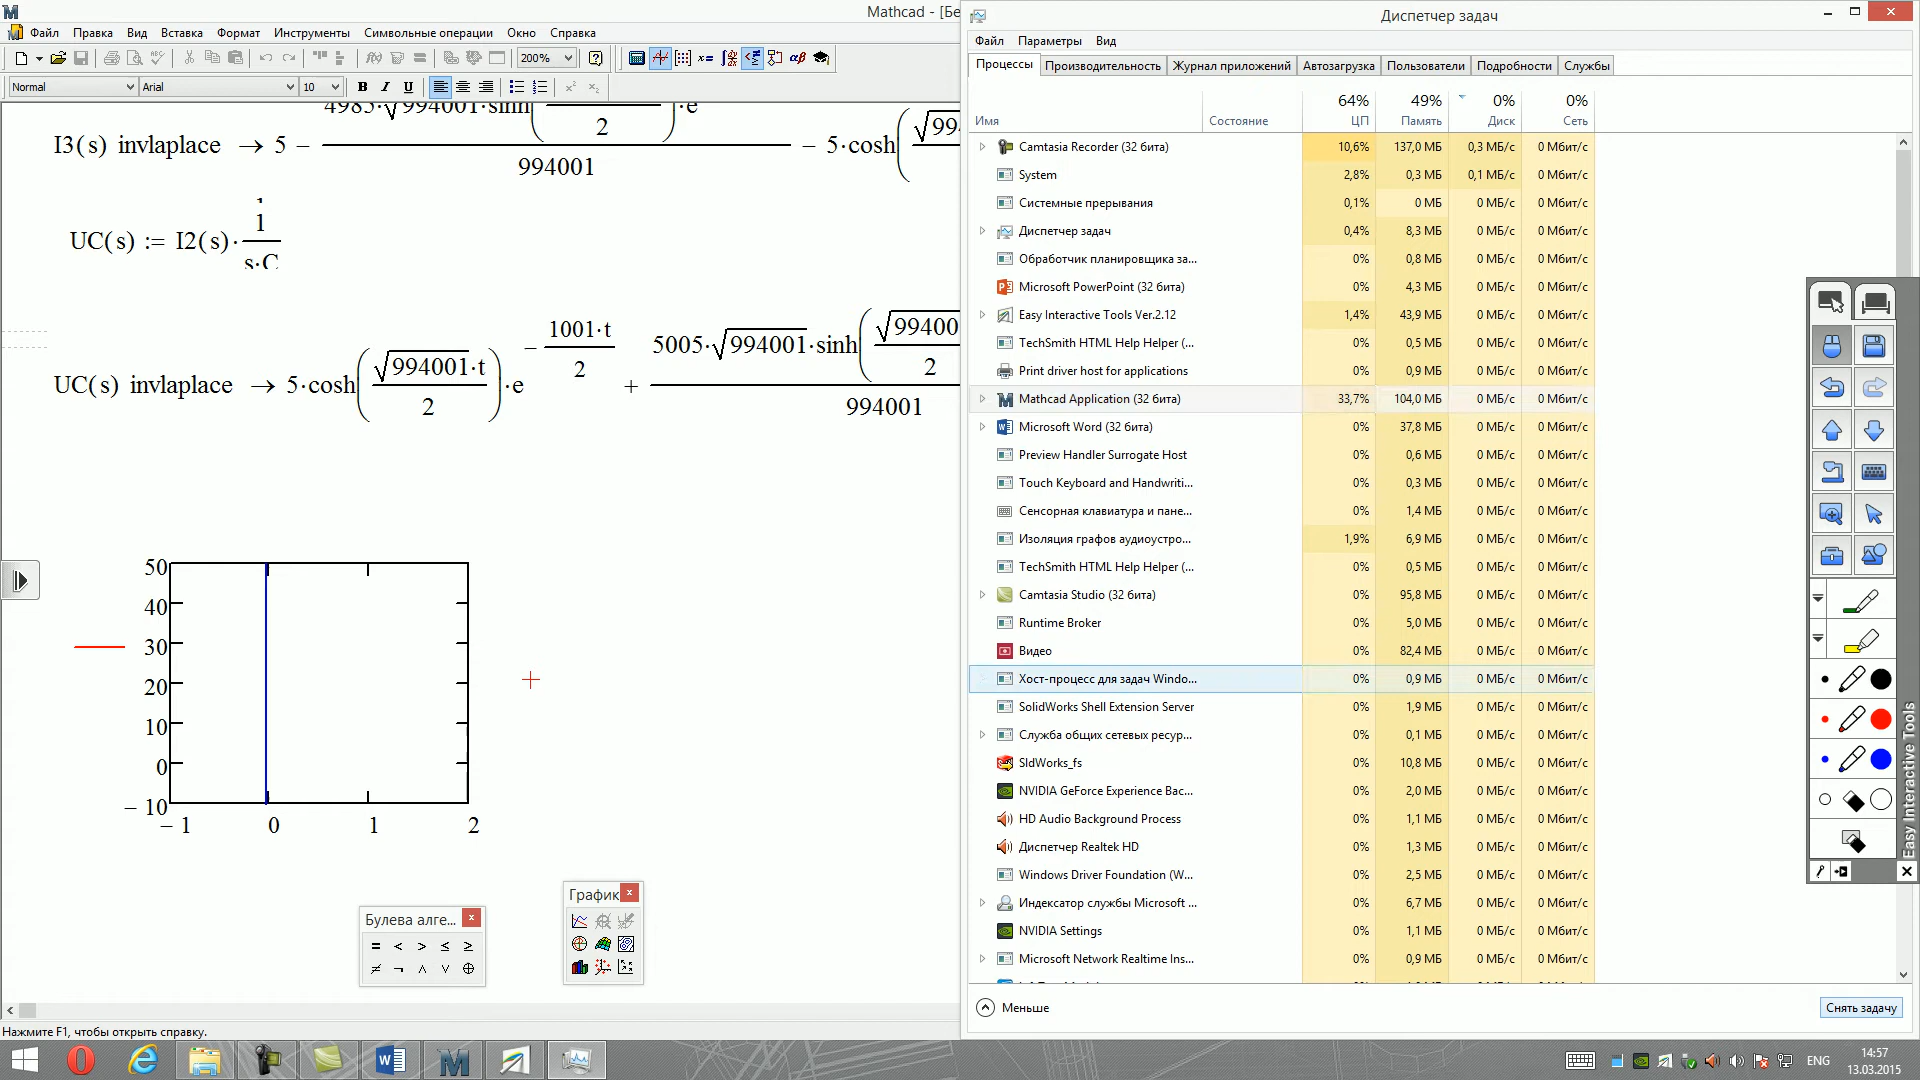 Mathcad - [Бе
Файл Правка Вид Вставка Формат Инструменты Символьные операции Окно Справка
200%
Normal Arial 10 B I U
4985·√994001·sinh( 2 )·e
I3(s) invlaplace → 5 − 994001 − 5·cosh( √99
UC(s) := I2(s)· 1 s·C
UC(s) invlaplace → 5·cosh( √994001·t 2 )·e − 1001·t 2 + 5005·√994001·sinh( √99400 2 994001
50
40
30
20
10
0
− 10
− 1 0 1 2
Булева алге... x
= < > ≤ ≥
≠ ¬ ∧ ∨ ⊕
График x
Нажмите F1, чтобы открыть справку.
Диспетчер задач
Файл Параметры Вид
Процессы Производительность Журнал приложений Автозагрузка Пользователи Подробности Службы
64% 49% 0% 0%
Имя Состояние ЦП Память Диск Сеть
Camtasia Recorder (32 бита) 10,6% 137,0 МБ 0,3 МБ/с 0 Мбит/с
System 2,8% 0,3 МБ 0,1 МБ/с 0 Мбит/с
Системные прерывания 0,1% 0 МБ 0 МБ/с 0 Мбит/с
Диспетчер задач 0,4% 8,3 МБ 0 МБ/с 0 Мбит/с
Обработчик планировщика за... 0% 0,8 МБ 0 МБ/с 0 Мбит/с
Microsoft PowerPoint (32 бита) 0% 4,3 МБ 0 МБ/с 0 Мбит/с
Easy Interactive Tools Ver.2.12 1,4% 43,9 МБ 0 МБ/с 0 Мбит/с
TechSmith HTML Help Helper (... 0% 0,5 МБ 0 МБ/с 0 Мбит/с
Print driver host for applications 0% 0,9 МБ 0 МБ/с 0 Мбит/с
Mathcad Application (32 бита) 33,7% 104,0 МБ 0 МБ/с 0 Мбит/с
Microsoft Word (32 бита) 0% 37,8 МБ 0 МБ/с 0 Мбит/с
Preview Handler Surrogate Host 0% 0,6 МБ 0 МБ/с 0 Мбит/с
Touch Keyboard and Handwriti... 0% 0,3 МБ 0 МБ/с 0 Мбит/с
Сенсорная клавиатура и пане... 0% 1,4 МБ 0 МБ/с 0 Мбит/с
Изоляция графов аудиоустро... 1,9% 6,9 МБ 0 МБ/с 0 Мбит/с
TechSmith HTML Help Helper (... 0% 0,5 МБ 0 МБ/с 0 Мбит/с
Camtasia Studio (32 бита) 0% 95,8 МБ 0 МБ/с 0 Мбит/с
Runtime Broker 0% 5,0 МБ 0 МБ/с 0 Мбит/с
Видео 0% 82,4 МБ 0 МБ/с 0 Мбит/с
Хост-процесс для задач Windo... 0% 0,9 МБ 0 МБ/с 0 Мбит/с
SolidWorks Shell Extension Server 0% 1,9 МБ 0 МБ/с 0 Мбит/с
Служба общих сетевых ресур... 0% 0,1 МБ 0 МБ/с 0 Мбит/с
SldWorks_fs 0% 10,8 МБ 0 МБ/с 0 Мбит/с
NVIDIA GeForce Experience Bac... 0% 2,0 МБ 0 МБ/с 0 Мбит/с
HD Audio Background Process 0% 1,1 МБ 0 МБ/с 0 Мбит/с
Диспетчер Realtek HD 0% 1,3 МБ 0 МБ/с 0 Мбит/с
Windows Driver Foundation (W... 0% 2,5 МБ 0 МБ/с 0 Мбит/с
Индексатор службы Microsoft ... 0% 6,7 МБ 0 МБ/с 0 Мбит/с
NVIDIA Settings 0% 1,1 МБ 0 МБ/с 0 Мбит/с
Microsoft Network Realtime Ins... 0% 0,9 МБ 0 МБ/с 0 Мбит/с
Меньше Снять задачу
Easy Interactive Tools
ENG 14:57
13.03.2015